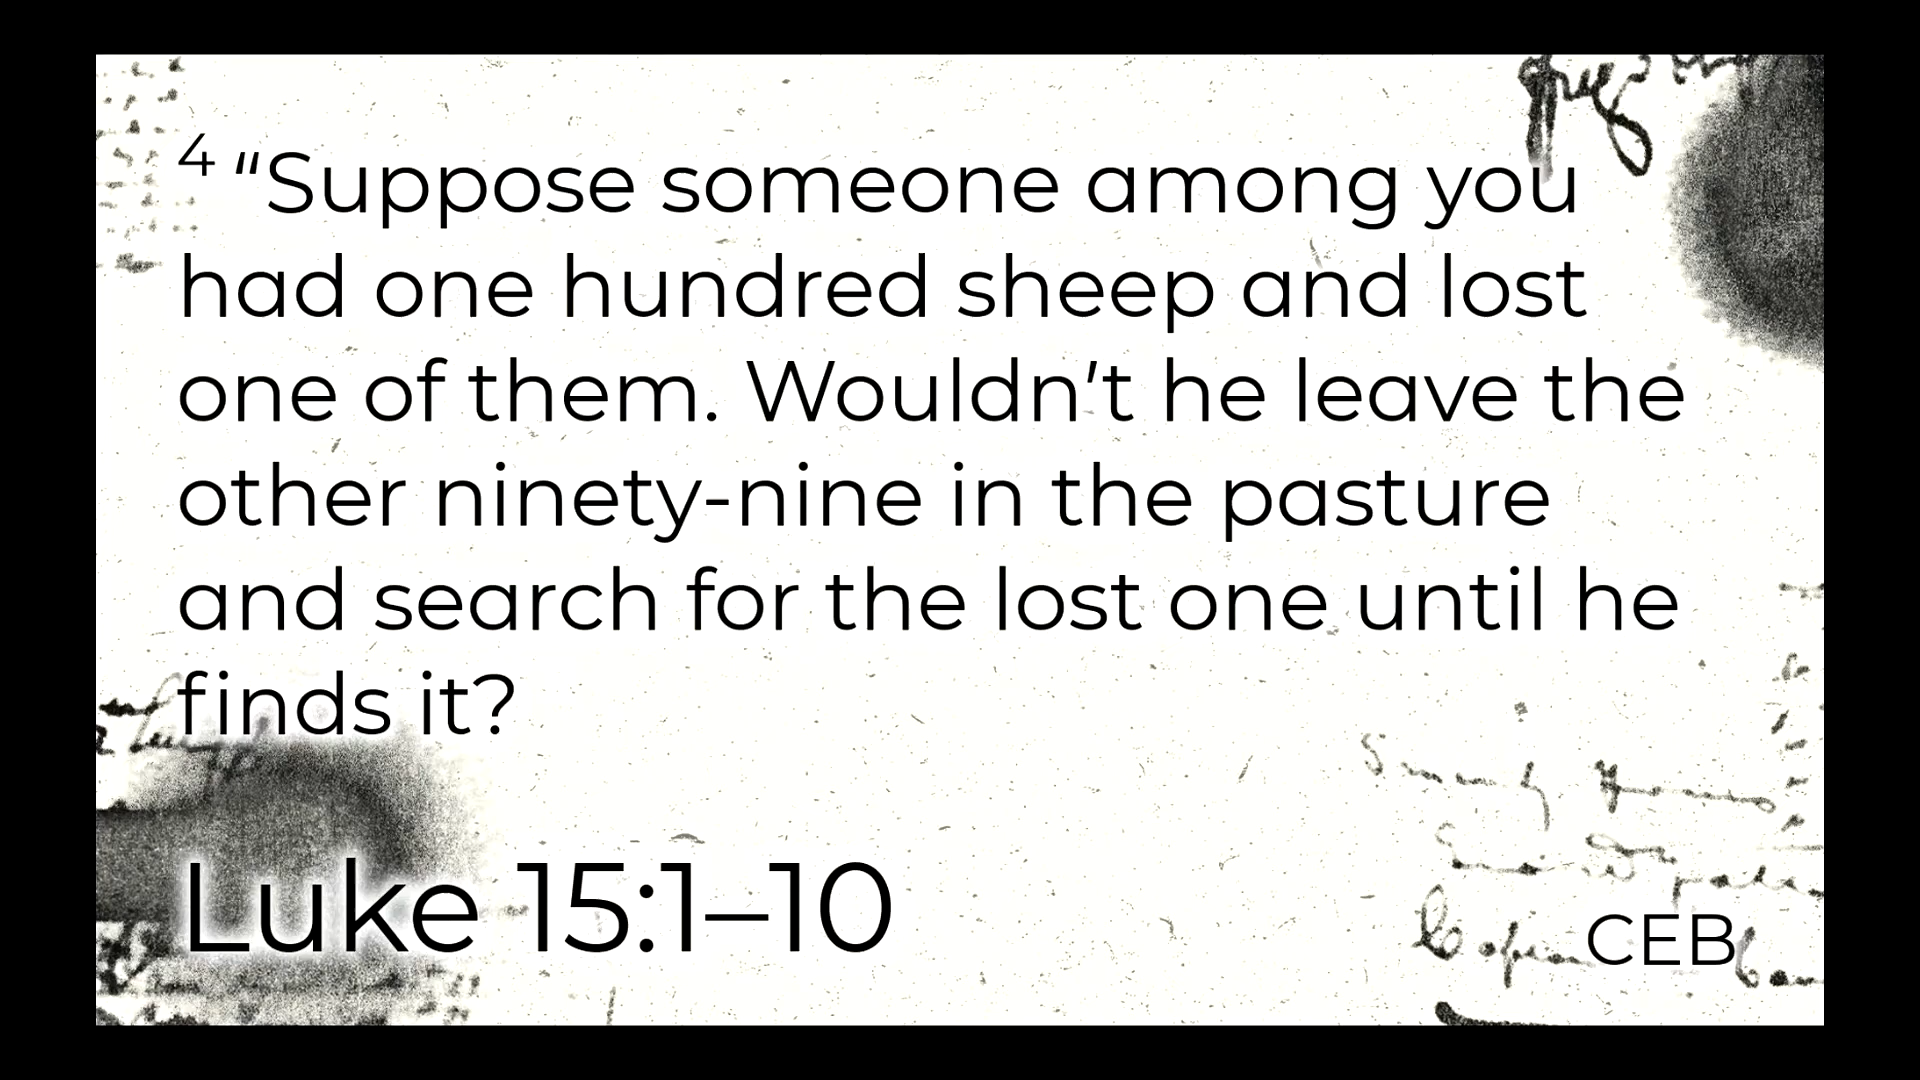 4 “Suppose someone among you
had one hundred sheep and lost
one of them. Wouldn’t he leave the
other ninety-nine in the pasture
and search for the lost one until he
finds it?
Luke 15:1–10
CEB